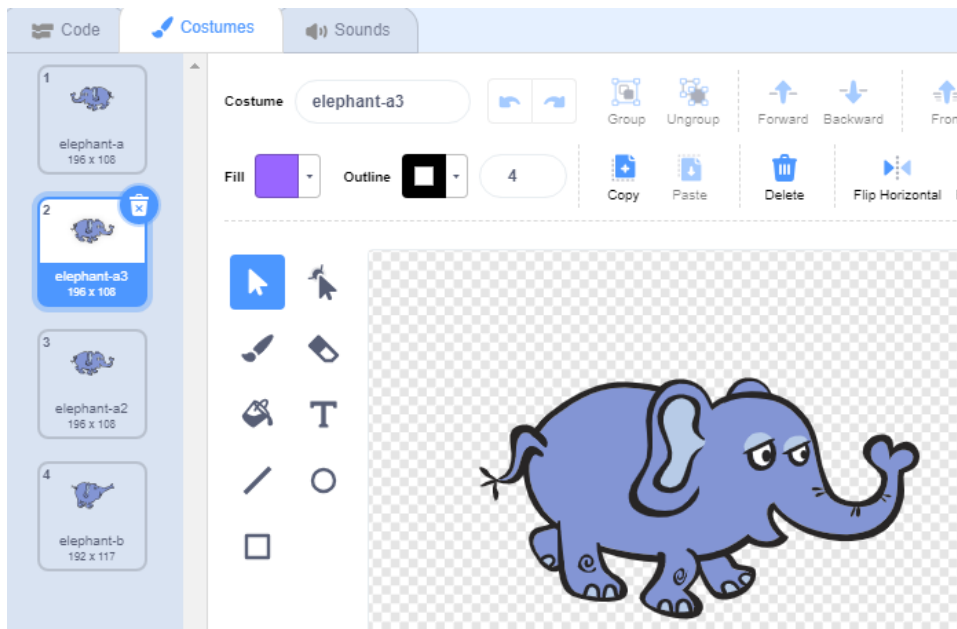 Code
Costumes
Sounds
1
elephant-a
196 x 108
2
elephant-a3
196 x 108
3
elephant-a2
196 x 108
4
elephant-b
192 x 117
Costume
elephant-a3
Group
Ungroup
Forward
Backward
Fron
Fill
Outline
4
Copy
Paste
Delete
Flip Horizontal
T